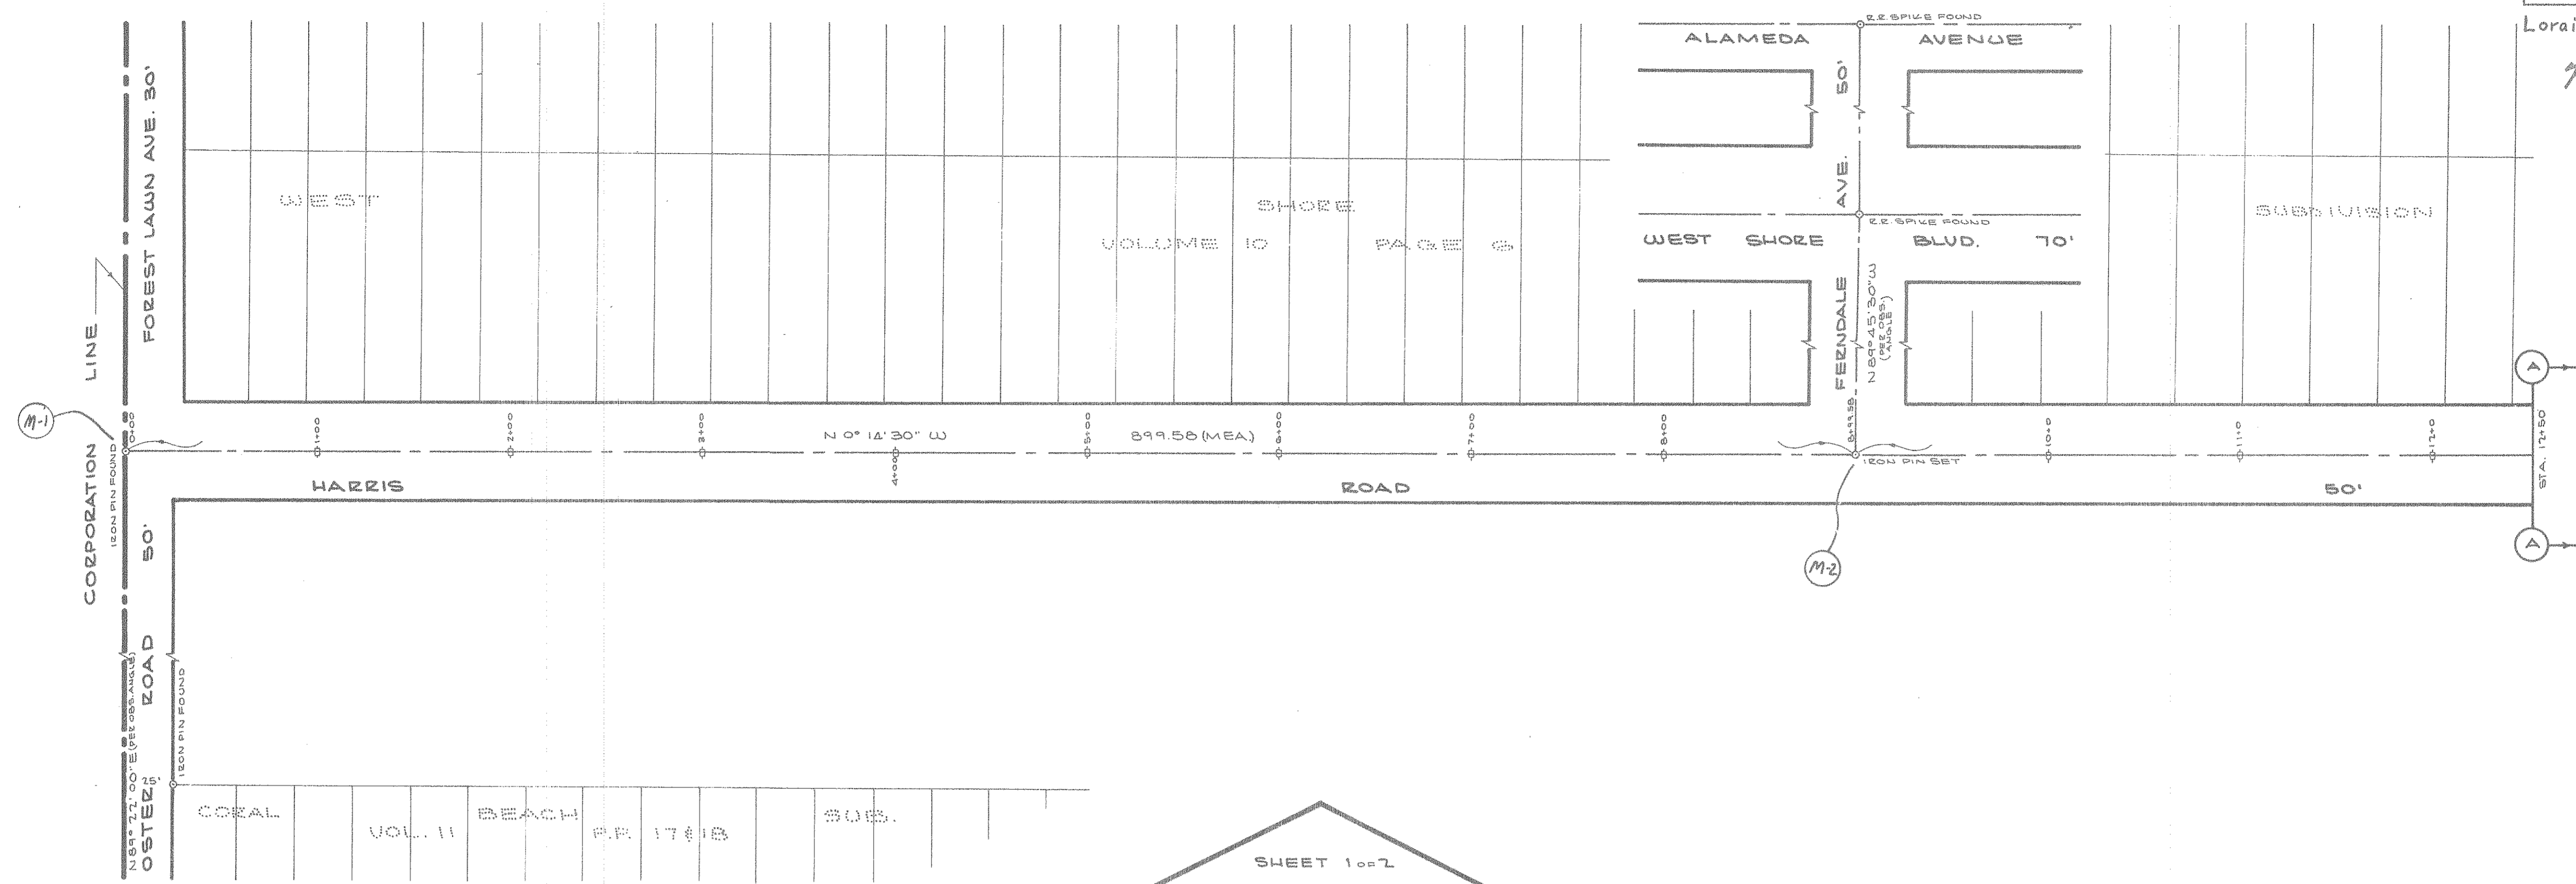 R.R. SPIKE FOUND
ALAMEDA AVENUE
Lorai
FOREST LAWN AVE. 30'
FERNDALE AVE. 50'
WEST SHORE SUBDIVISION
VOLUME 10 PAGE 6
R.R. SPIKE FOUND
WEST SHORE BLVD. 70'
N 89° 45' 30" W
(PER OBS. ANGLE)
CORPORATION LINE
M-1
IRON PIN FOUND
0+00
1+00
2+00
3+00
4+00
5+00
6+00
7+00
8+00
8+99.58
10+0
11+0
12+0
N 0° 14' 30" W 899.58 (MEA.)
IRON PIN SET
STA. 12+50
A
A
HARRIS ROAD 50'
M-2
OSTER ROAD 50'
N 89° 22' 00" E (PER OBS. ANGLE)
IRON PIN FOUND
25'
CORAL BEACH SUB.
VOL. 11 P.P. 17 & 18
SHEET 1 OF 2